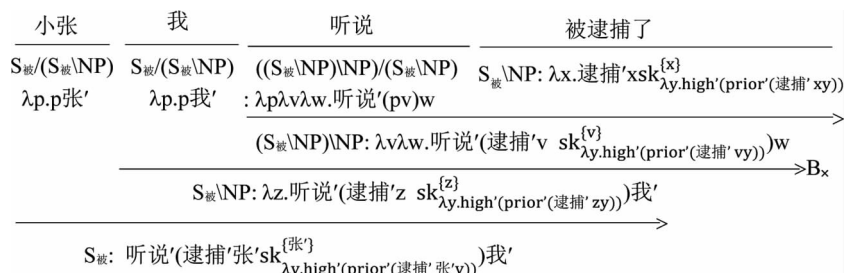 小张 我 听说 被逮捕了
S被/(S被\NP) S被/(S被\NP) ((S被\NP)\NP)/(S被\NP) S被\NP: λx.逮捕′xsk^{x}_λy.high′(prior′(逮捕′xy))
λp.p张′ λp.p我′ : λpλvλw.听说′(pv)w
(S被\NP)\NP: λvλw.听说′(逮捕′v sk^{v}_λy.high′(prior′(逮捕′vy)))w
B×
S被\NP: λz.听说′(逮捕′z sk^{z}_λy.high′(prior′(逮捕′zy)))我′
S被: 听说′(逮捕′张′sk^{张′}_λy.high′(prior′(逮捕′张′y)))我′